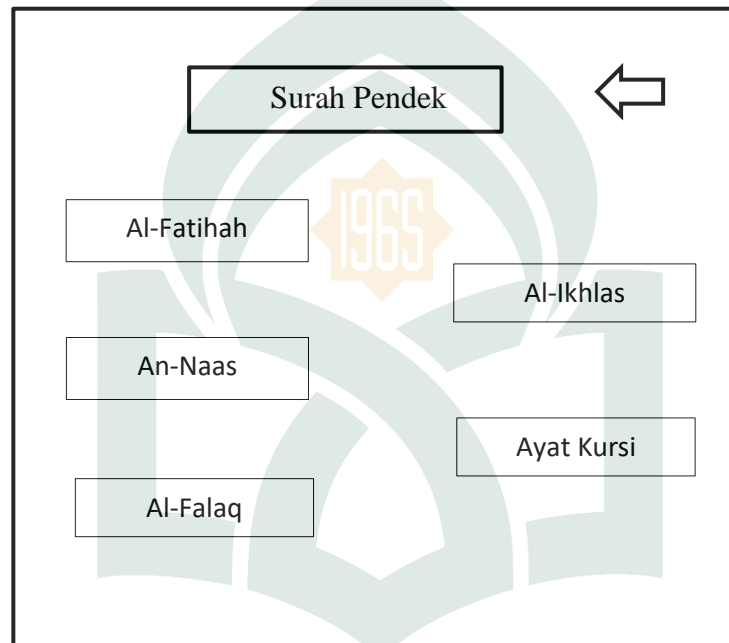 Surah Pendek
Al-Fatihah
1965
Al-Ikhlas
An-Naas
Ayat Kursi
Al-Falaq